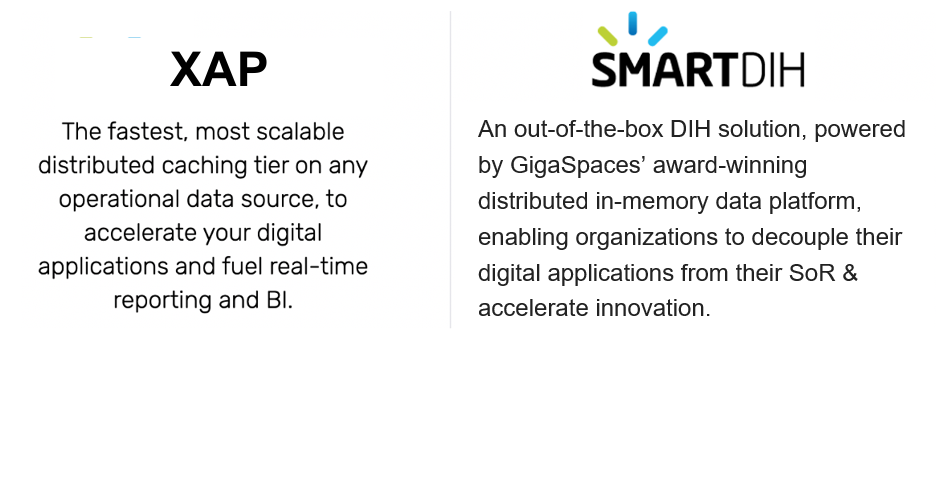 XAP
The fastest, most scalable
distributed caching tier on any
operational data source, to
accelerate your digital
applications and fuel real-time
reporting and BI.
SMARTDIH
An out-of-the-box DIH solution, powered
by GigaSpaces’ award-winning
distributed in-memory data platform,
enabling organizations to decouple their
digital applications from their SoR &
accelerate innovation.